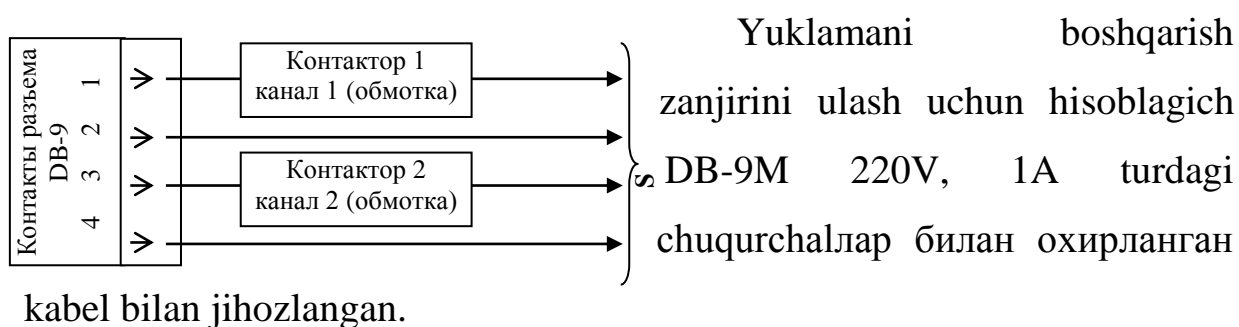 Контакты разъема
DB-9
1
2
3
4
Контактор 1
канал 1 (обмотка)
Контактор 2
канал 2 (обмотка)
s
Yuklamani boshqarish
zanjirini ulash uchun hisoblagich
DB-9M 220V, 1A turdagi
chuqurchalлар билан охирланган
kabel bilan jihozlangan.